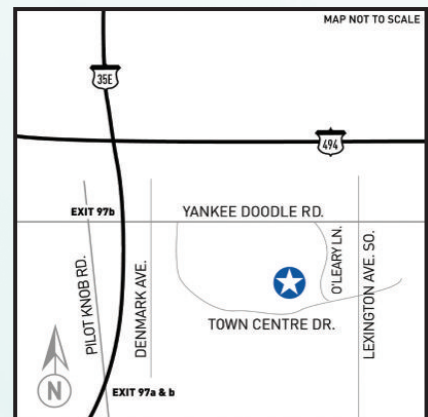 MAP NOT TO SCALE
35E
494
EXIT 97b
YANKEE DOODLE RD.
PILOT KNOB RD.
DENMARK AVE.
O'LEARY LN.
LEXINGTON AVE. SO.
TOWN CENTRE DR.
N
EXIT 97a & b